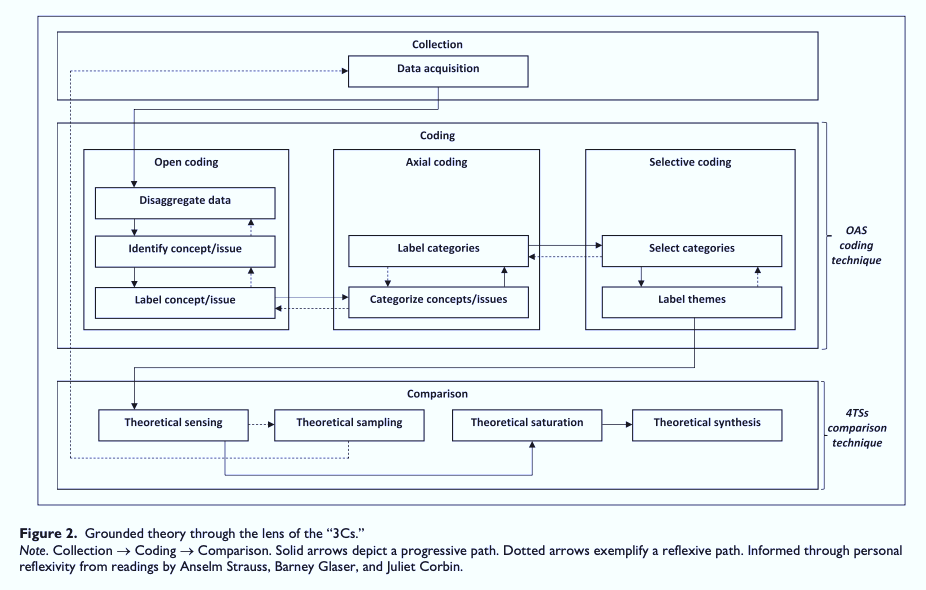 Collection
Data acquisition
Coding
Open coding
Axial coding
Selective coding
Disaggregate data
Identify concept/issue
Label categories
Select categories
Label concept/issue
Categorize concepts/issues
Label themes
OAS
coding
technique
Comparison
Theoretical sensing
Theoretical sampling
Theoretical saturation
Theoretical synthesis
4TSs
comparison
technique
Figure 2. Grounded theory through the lens of the “3Cs.”
Note. Collection → Coding → Comparison. Solid arrows depict a progressive path. Dotted arrows exemplify a reflexive path. Informed through personal
reflexivity from readings by Anselm Strauss, Barney Glaser, and Juliet Corbin.